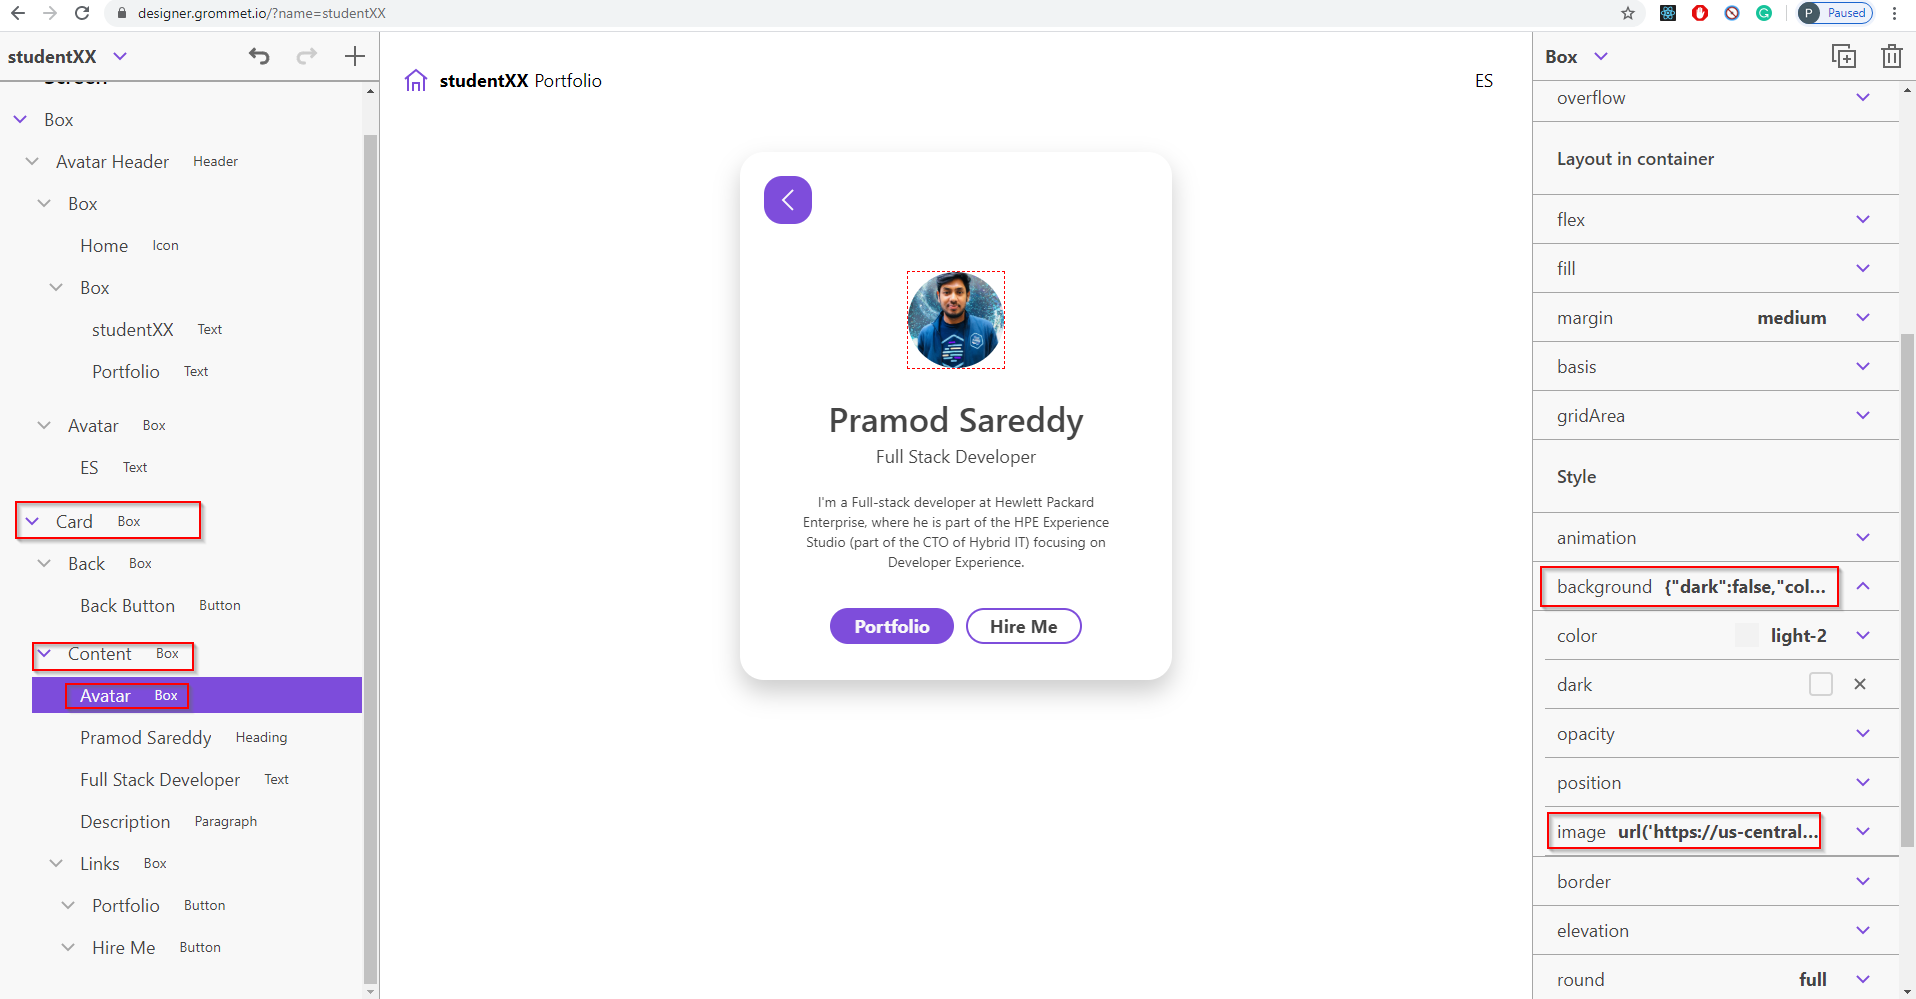 designer.grommet.io/?name=studentXX
P Paused
studentXX
Screen
Box
Avatar Header Header
Box
Home Icon
Box
studentXX Text
Portfolio Text
Avatar Box
ES Text
Card Box
Back Box
Back Button Button
Content Box
Avatar Box
Pramod Sareddy Heading
Full Stack Developer Text
Description Paragraph
Links Box
Portfolio Button
Hire Me Button
studentXX Portfolio
ES
Pramod Sareddy
Full Stack Developer
I'm a Full-stack developer at Hewlett Packard
Enterprise, where he is part of the HPE Experience
Studio (part of the CTO of Hybrid IT) focusing on
Developer Experience.
Portfolio Hire Me
Box
overflow
Layout in container
flex
fill
margin medium
basis
gridArea
Style
animation
background {"dark":false,"col...
color light-2
dark
opacity
position
image url('https://us-central...
border
elevation
round full